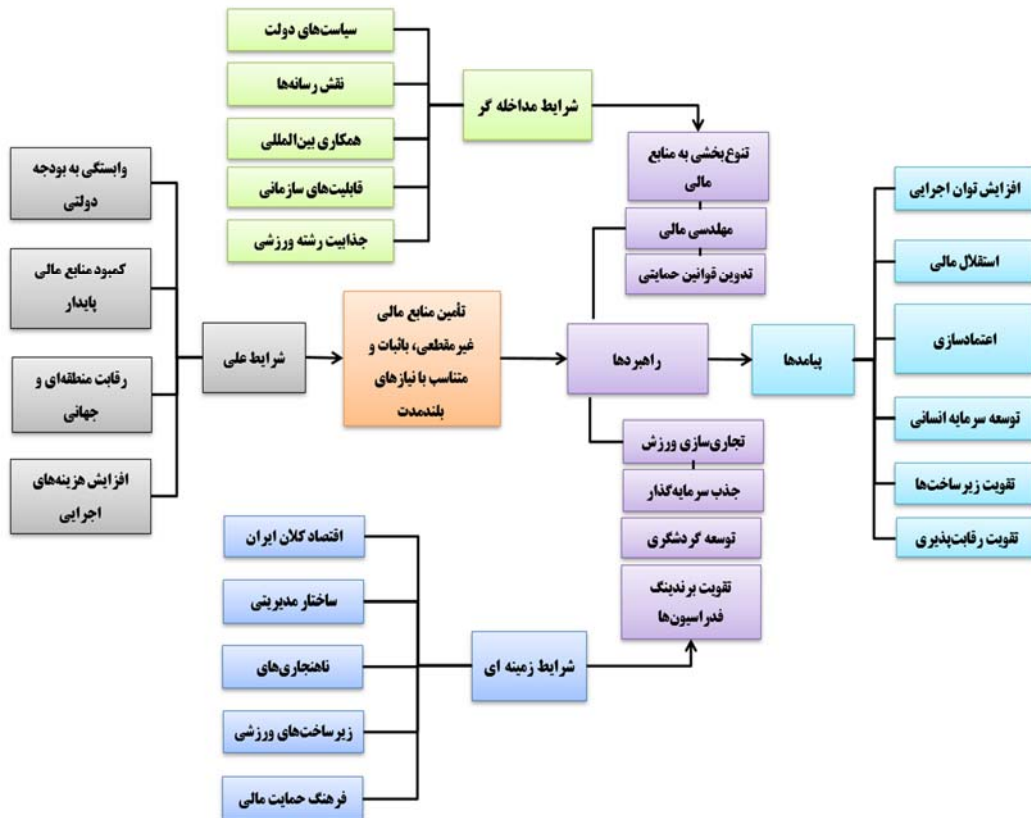 سیاست‌های دولت
نقش رسانه‌ها
همکاری بین‌المللی
قابلیت‌های سازمانی
جذابیت رشته ورزشی
شرایط مداخله گر
وابستگی به بودجه
دولتی
کمبود منابع مالی
پایدار
رقابت منطقه‌ای و
جهانی
افزایش هزینه‌های
اجرایی
شرایط علی
تأمین منابع مالی
غیرمقطعی، باثبات و
متناسب با نیازهای
بلندمدت
تنوع‌بخشی به منابع
مالی
مهلدسی مالی
تدوین قوانین حمایتی
راهبردها
تجاری‌سازی ورزش
جذب سرمایه‌گذار
توسعه گردشگری
تقویت برندینگ
فدراسیون‌ها
پیامدها
افزایش توان اجرایی
استقلال مالی
اعتمادسازی
توسعه سرمایه انسانی
تقویت زیرساخت‌ها
تقویت رقابت‌پذیری
اقتصاد کلان ایران
ساختار مدیریتی
ناهنجاری‌های
زیرساخت‌های ورزشی
فرهنگ حمایت مالی
شرایط زمینه ای